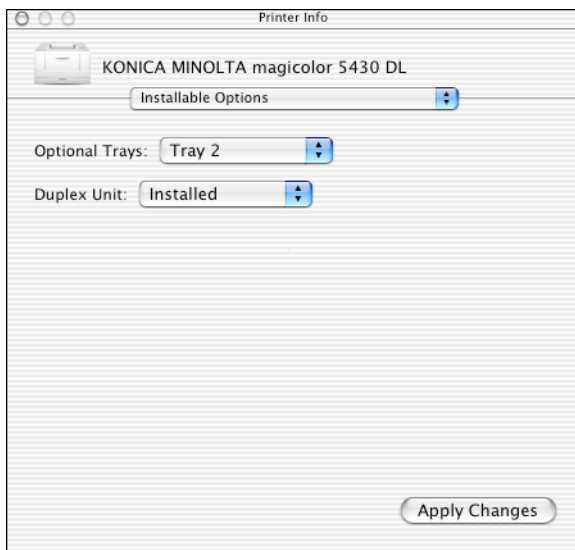 Printer Info
KONICA MINOLTA magicolor 5430 DL
Installable Options
Optional Trays: Tray 2
Duplex Unit: Installed
Apply Changes